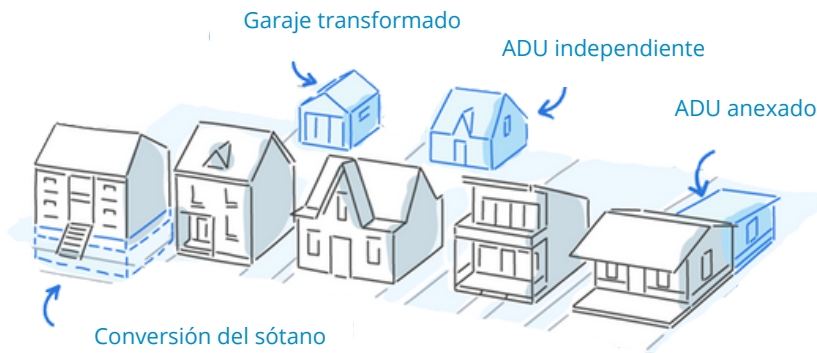 Garaje transformado
ADU independiente
ADU anexado
Conversión del sótano